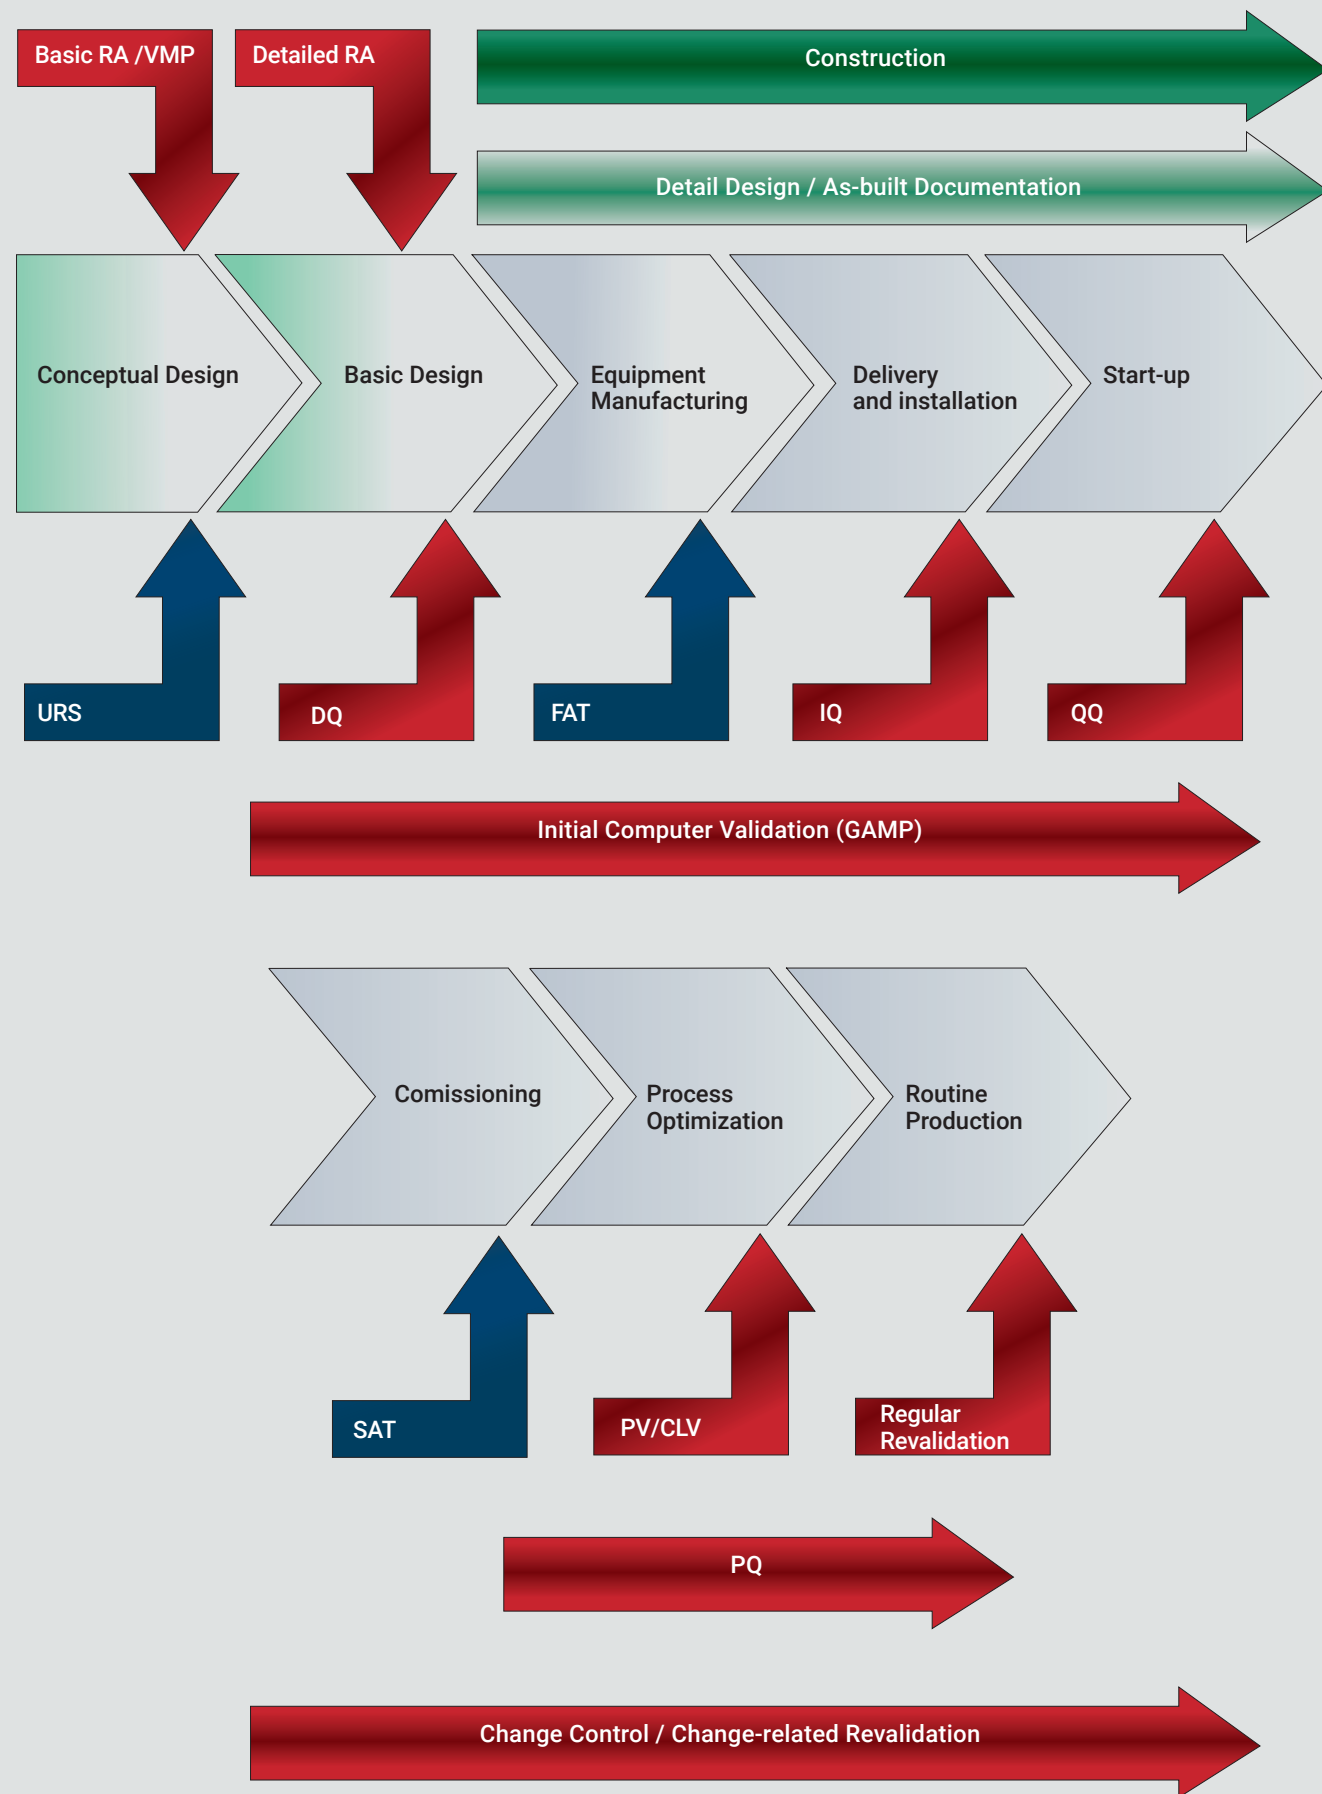 Basic RA /VMP
Detailed RA
Construction
Detail Design / As-built Documentation
Conceptual Design
Basic Design
Equipment
Manufacturing
Delivery
and installation
Start-up
URS
DQ
FAT
IQ
QQ
Initial Computer Validation (GAMP)
Comissioning
Process
Optimization
Routine
Production
SAT
PV/CLV
Regular
Revalidation
PQ
Change Control / Change-related Revalidation